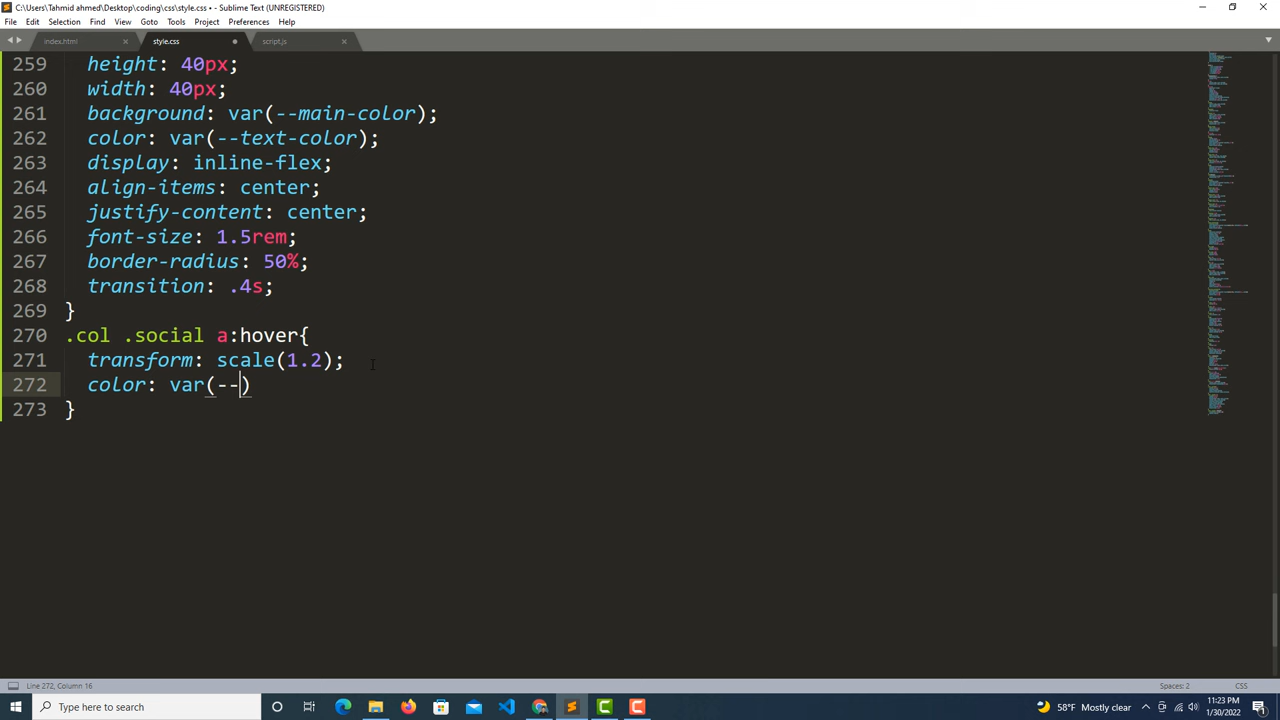 C:\Users\Tahmid ahmed\Desktop\coding\css\style.css • - Sublime Text (UNREGISTERED)
File Edit Selection Find View Goto Tools Project Preferences Help
index.html style.css script.js
259 height: 40px;
260 width: 40px;
261 background: var(--main-color);
262 color: var(--text-color);
263 display: inline-flex;
264 align-items: center;
265 justify-content: center;
266 font-size: 1.5rem;
267 border-radius: 50%;
268 transition: .4s;
269 }
270 .col .social a:hover{
271 transform: scale(1.2);
272 color: var(--)
273 }
Line 272, Column 16 Spaces: 2 CSS
Type here to search 58°F Mostly clear 11:23 PM
1/30/2022